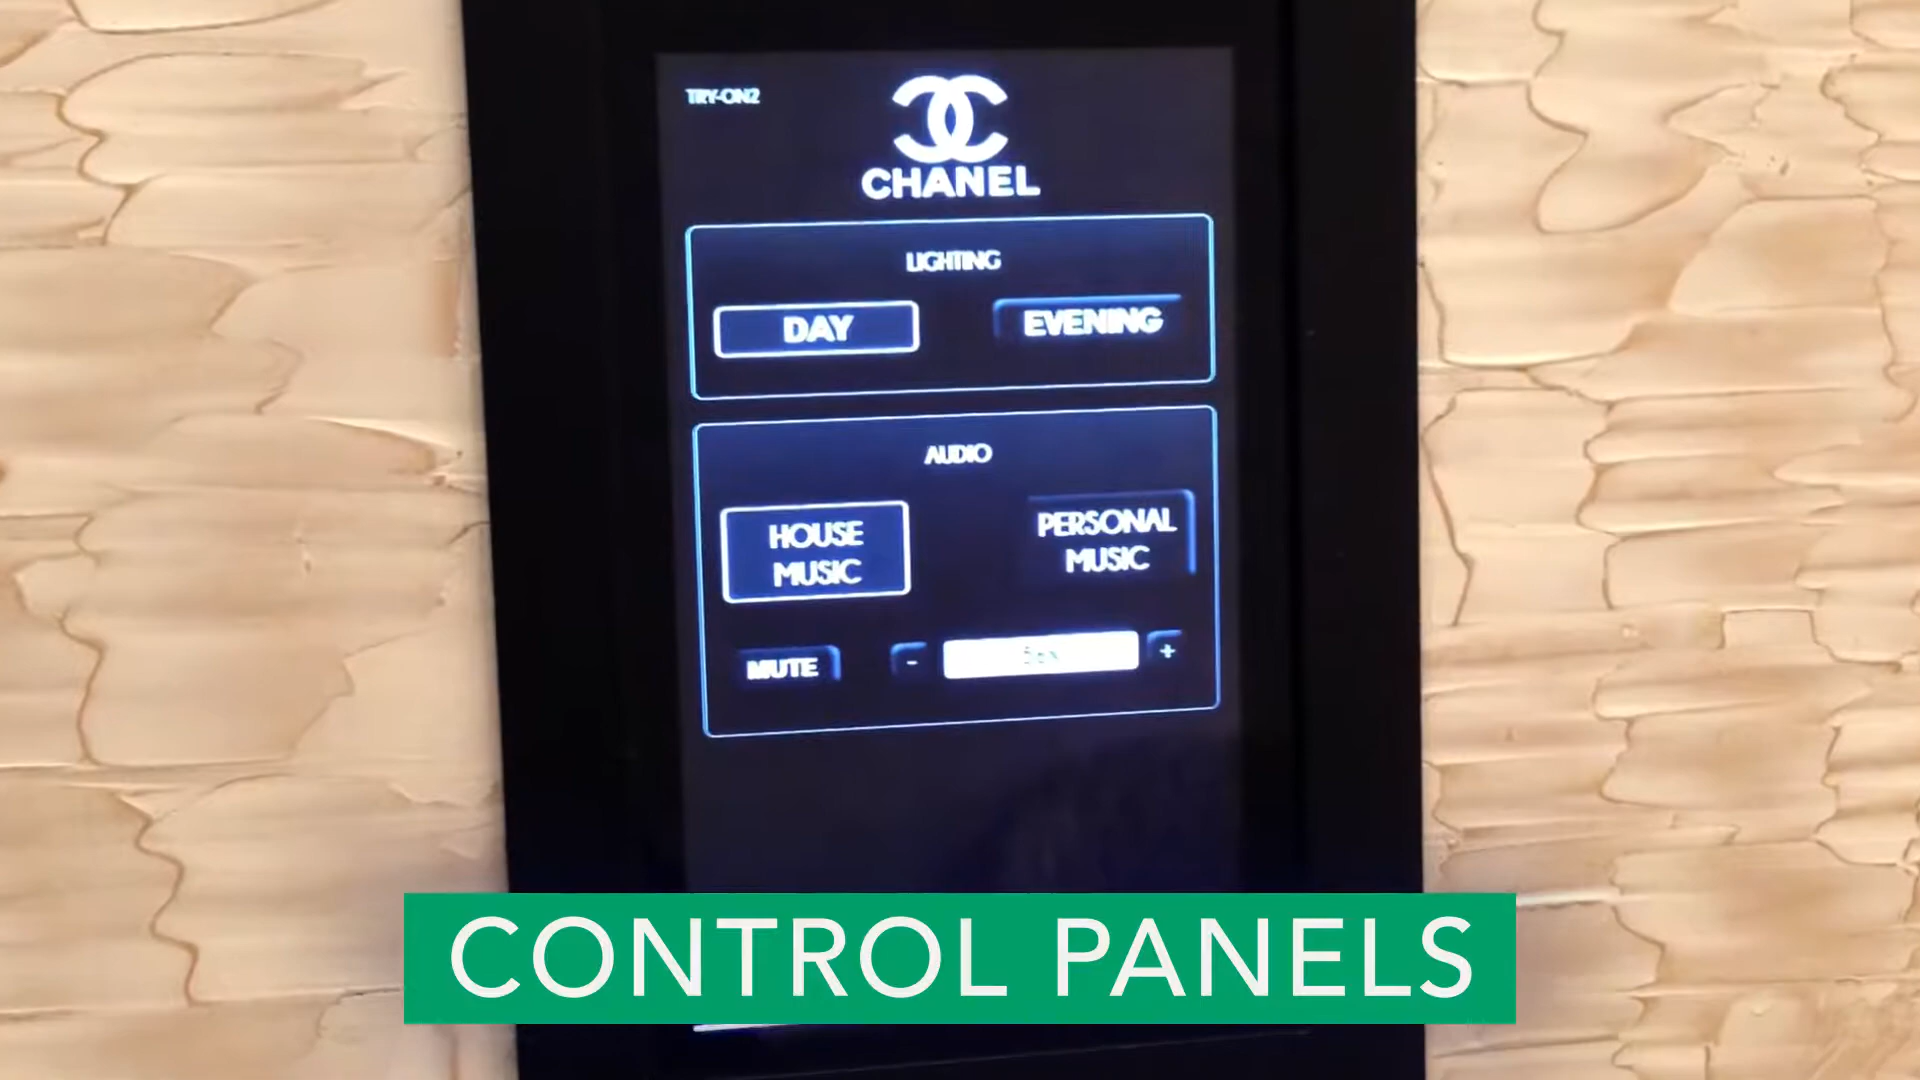 TRY-ON2
CHANEL
LIGHTING
DAY
EVENING
AUDIO
HOUSE
MUSIC
PERSONAL
MUSIC
MUTE
-
+
CONTROL PANELS